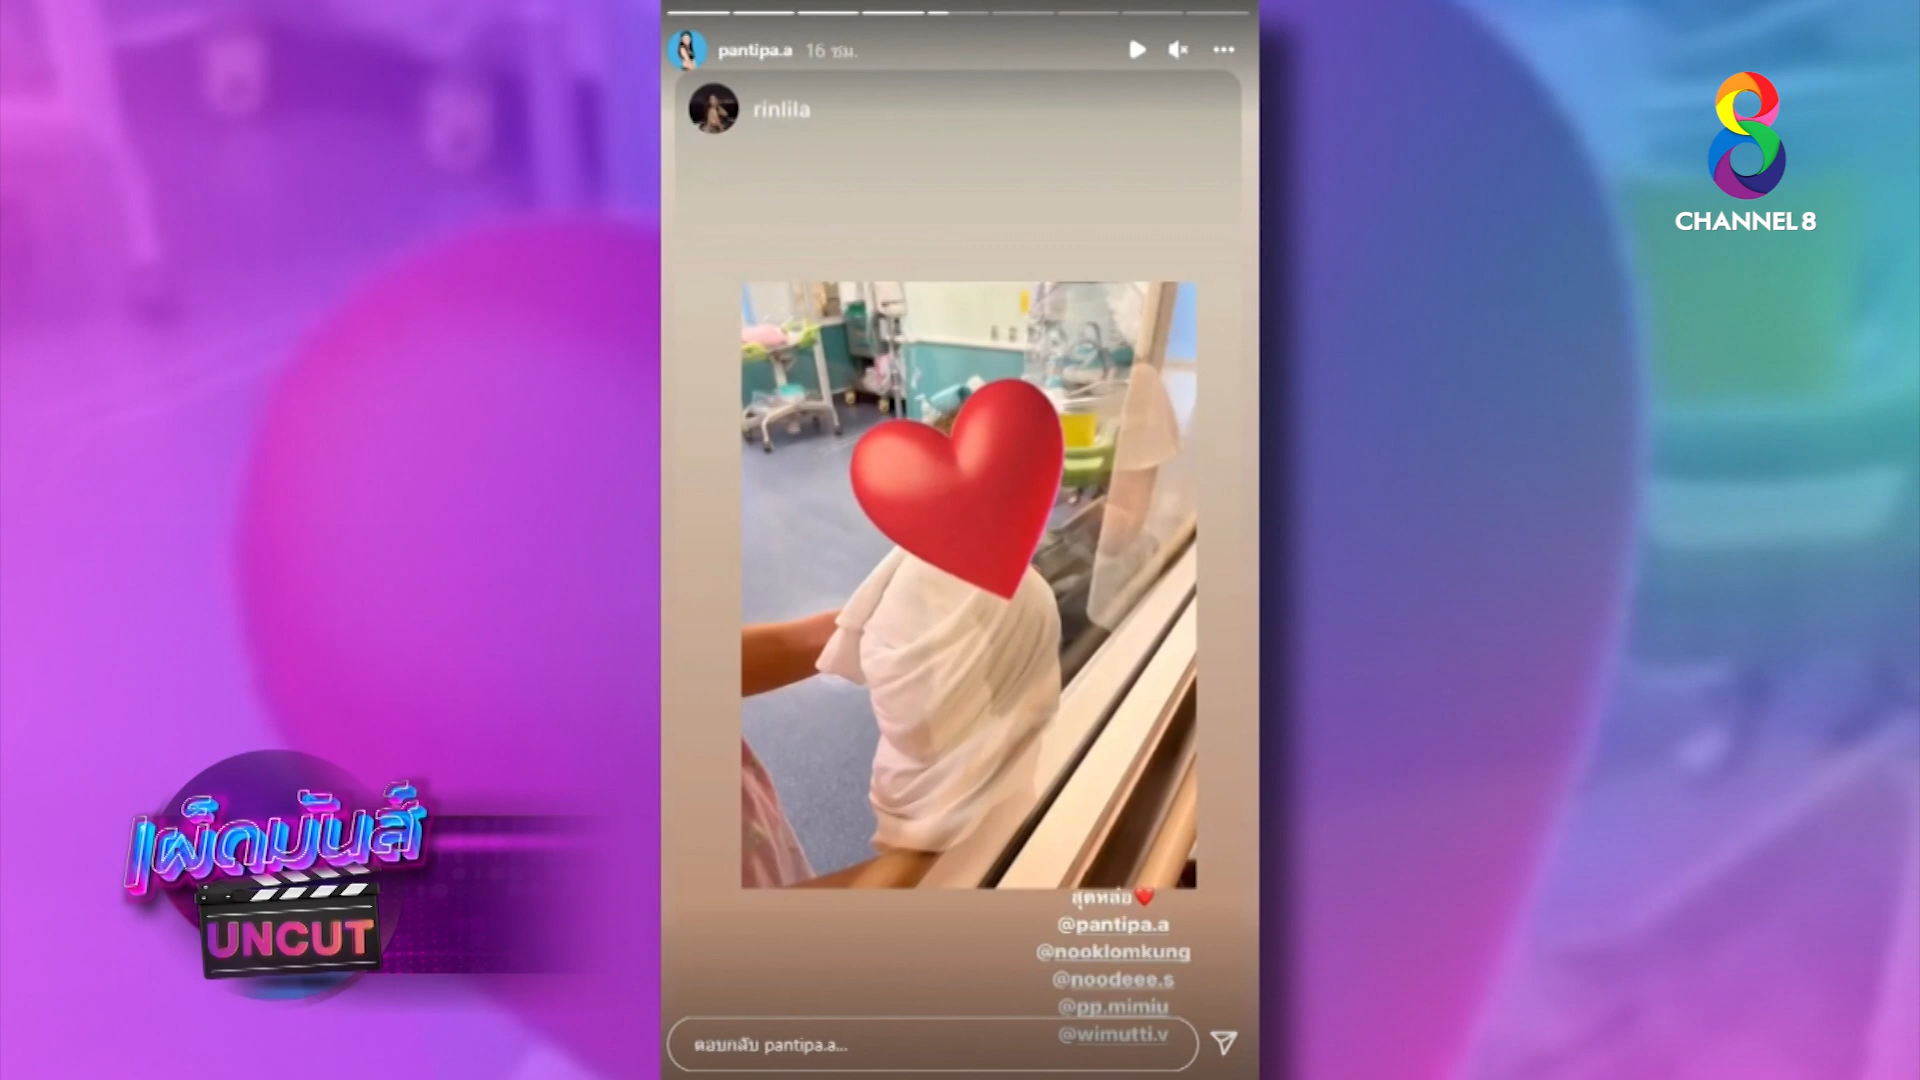 pantipa.a 16 ชม.
rinlila
8
CHANNEL 8
สุดหล่อ❤️
@pantipa.a
@nooklomkung
@noodeee.s
@pp.mimiu
@wimutti.v
ตอบกลับ pantipa.a...
เผ็ดมันส์
UNCUT